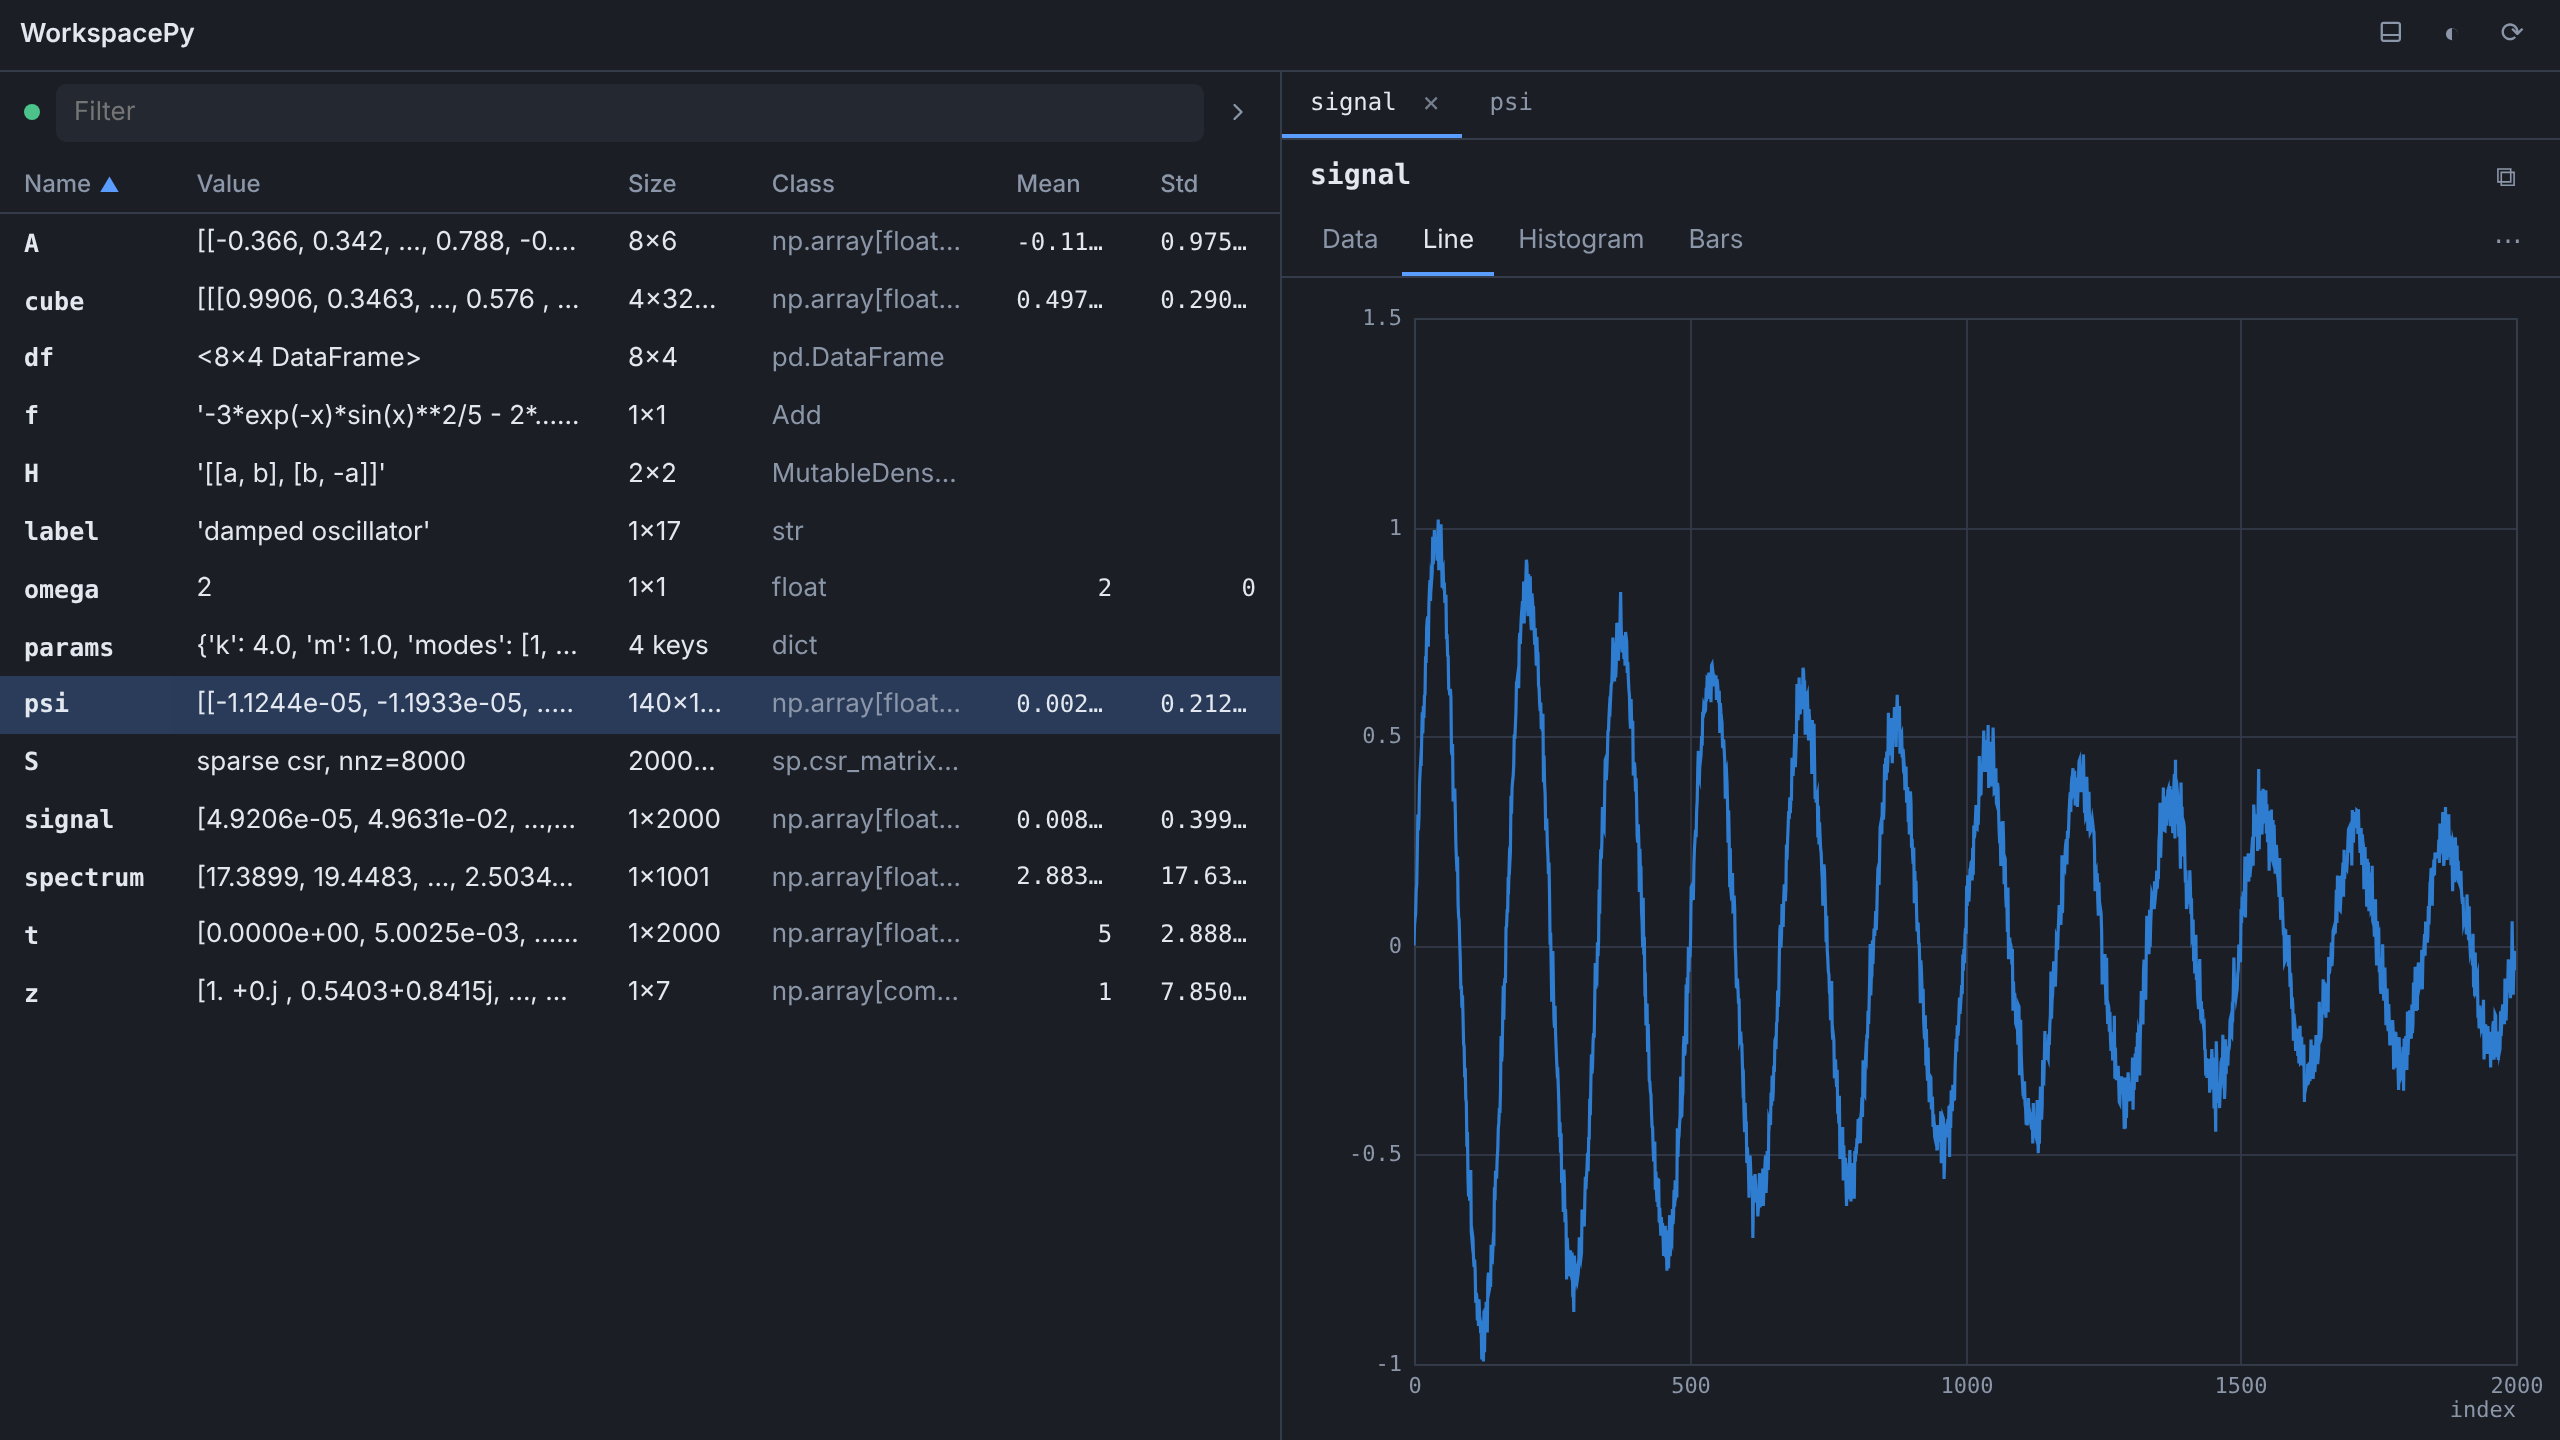 WorkspacePy
Filter
Name ▲ Value Size Class Mean Std
A [[-0.366, 0.342, ..., 0.788, -0.... 8×6 np.array[float... -0.11… 0.975…
cube [[[0.9906, 0.3463, ..., 0.576 , ... 4×32... np.array[float... 0.497… 0.290…
df <8×4 DataFrame> 8×4 pd.DataFrame
f '-3*exp(-x)*sin(x)**2/5 - 2*...... 1×1 Add
H '[[a, b], [b, -a]]' 2×2 MutableDens...
label 'damped oscillator' 1×17 str
omega 2 1×1 float 2 0
params {'k': 4.0, 'm': 1.0, 'modes': [1, ... 4 keys dict
psi [[-1.1244e-05, -1.1933e-05, ..... 140×1... np.array[float... 0.002… 0.212…
S sparse csr, nnz=8000 2000... sp.csr_matrix...
signal [4.9206e-05, 4.9631e-02, ...,... 1×2000 np.array[float... 0.008… 0.399…
spectrum [17.3899, 19.4483, ..., 2.5034... 1×1001 np.array[float... 2.883… 17.63…
t [0.0000e+00, 5.0025e-03, ...... 1×2000 np.array[float... 5 2.888…
z [1. +0.j , 0.5403+0.8415j, ..., ... 1×7 np.array[com... 1 7.850…
signal × psi
signal
Data Line Histogram Bars ...
1.5
1
0.5
0
-0.5
-1
0 500 1000 1500 2000
index